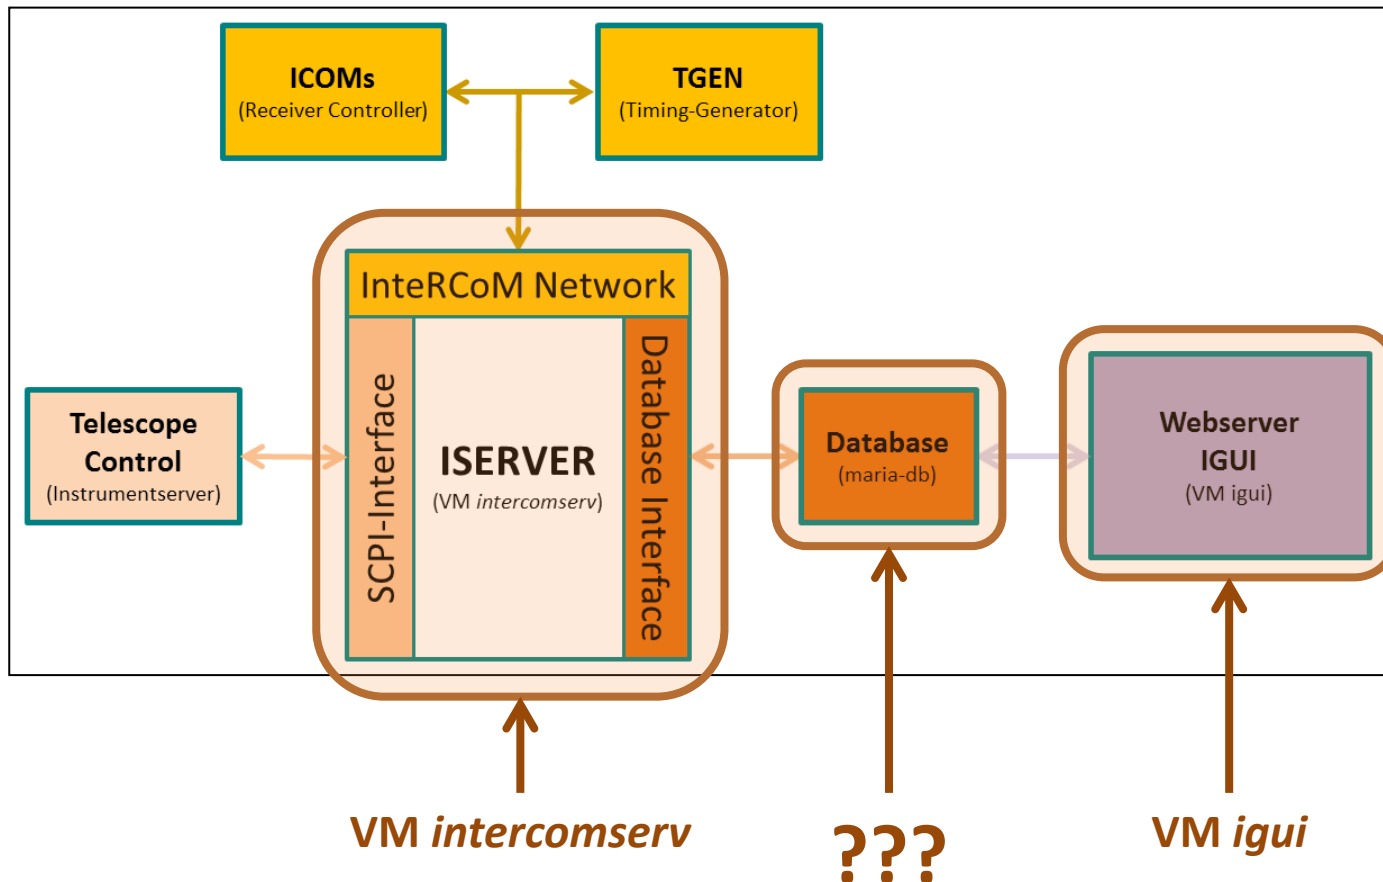 ICOMs
(Receiver Controller)
TGEN
(Timing-Generator)
InteRCoM Network
SCPI-Interface
ISERVER
(VM intercomserv)
Database Interface
Telescope
Control
(Instrumentserver)
Database
(maria-db)
Webserver
IGUI
(VM igui)
VM intercomserv
???
VM igui